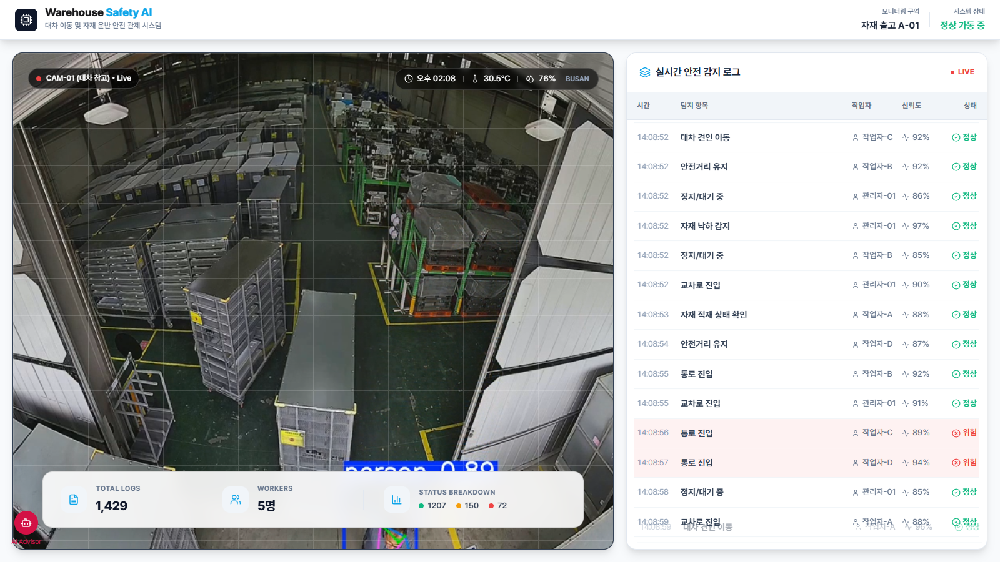 Warehouse Safety AI
대차 이동 및 자재 운반 안전 관제 시스템
모니터링 구역
자재 출고 A-01
시스템 상태
정상 가동 중
CAM-01 (대차 창고) • Live
오후 02:08 30.5°C 76% BUSAN
person 0.89
TOTAL LOGS
1,429
WORKERS
5명
STATUS BREAKDOWN
1207 150 72
AI Advisor
실시간 안전 감지 로그
LIVE
시간 탐지 항목 작업자 신뢰도 상태
14:08:52 대차 견인 이동 작업자-C 92% 정상
14:08:52 안전거리 유지 작업자-B 92% 정상
14:08:52 정지/대기 중 관리자-01 86% 정상
14:08:52 자재 낙하 감지 관리자-01 97% 정상
14:08:52 정지/대기 중 작업자-B 85% 정상
14:08:52 교차로 진입 관리자-01 90% 정상
14:08:53 자재 적재 상태 확인 작업자-A 88% 정상
14:08:54 안전거리 유지 작업자-D 87% 정상
14:08:55 통로 진입 작업자-B 92% 정상
14:08:55 교차로 진입 관리자-01 91% 정상
14:08:56 통로 진입 작업자-C 89% 위험
14:08:57 통로 진입 작업자-D 94% 위험
14:08:58 정지/대기 중 관리자-01 85% 정상
14:08:59 교차로 진입 작업자-A 88% 정상
14:08:59 대차 견인 이동 작업자-A 96% 정상